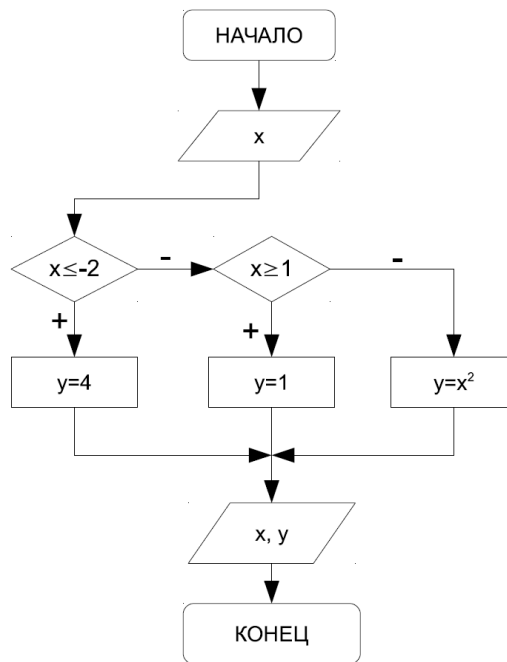 НАЧАЛО
x
x≤-2
-
x≥1
-
+
+
y=4
y=1
y=x²
x, y
КОНЕЦ